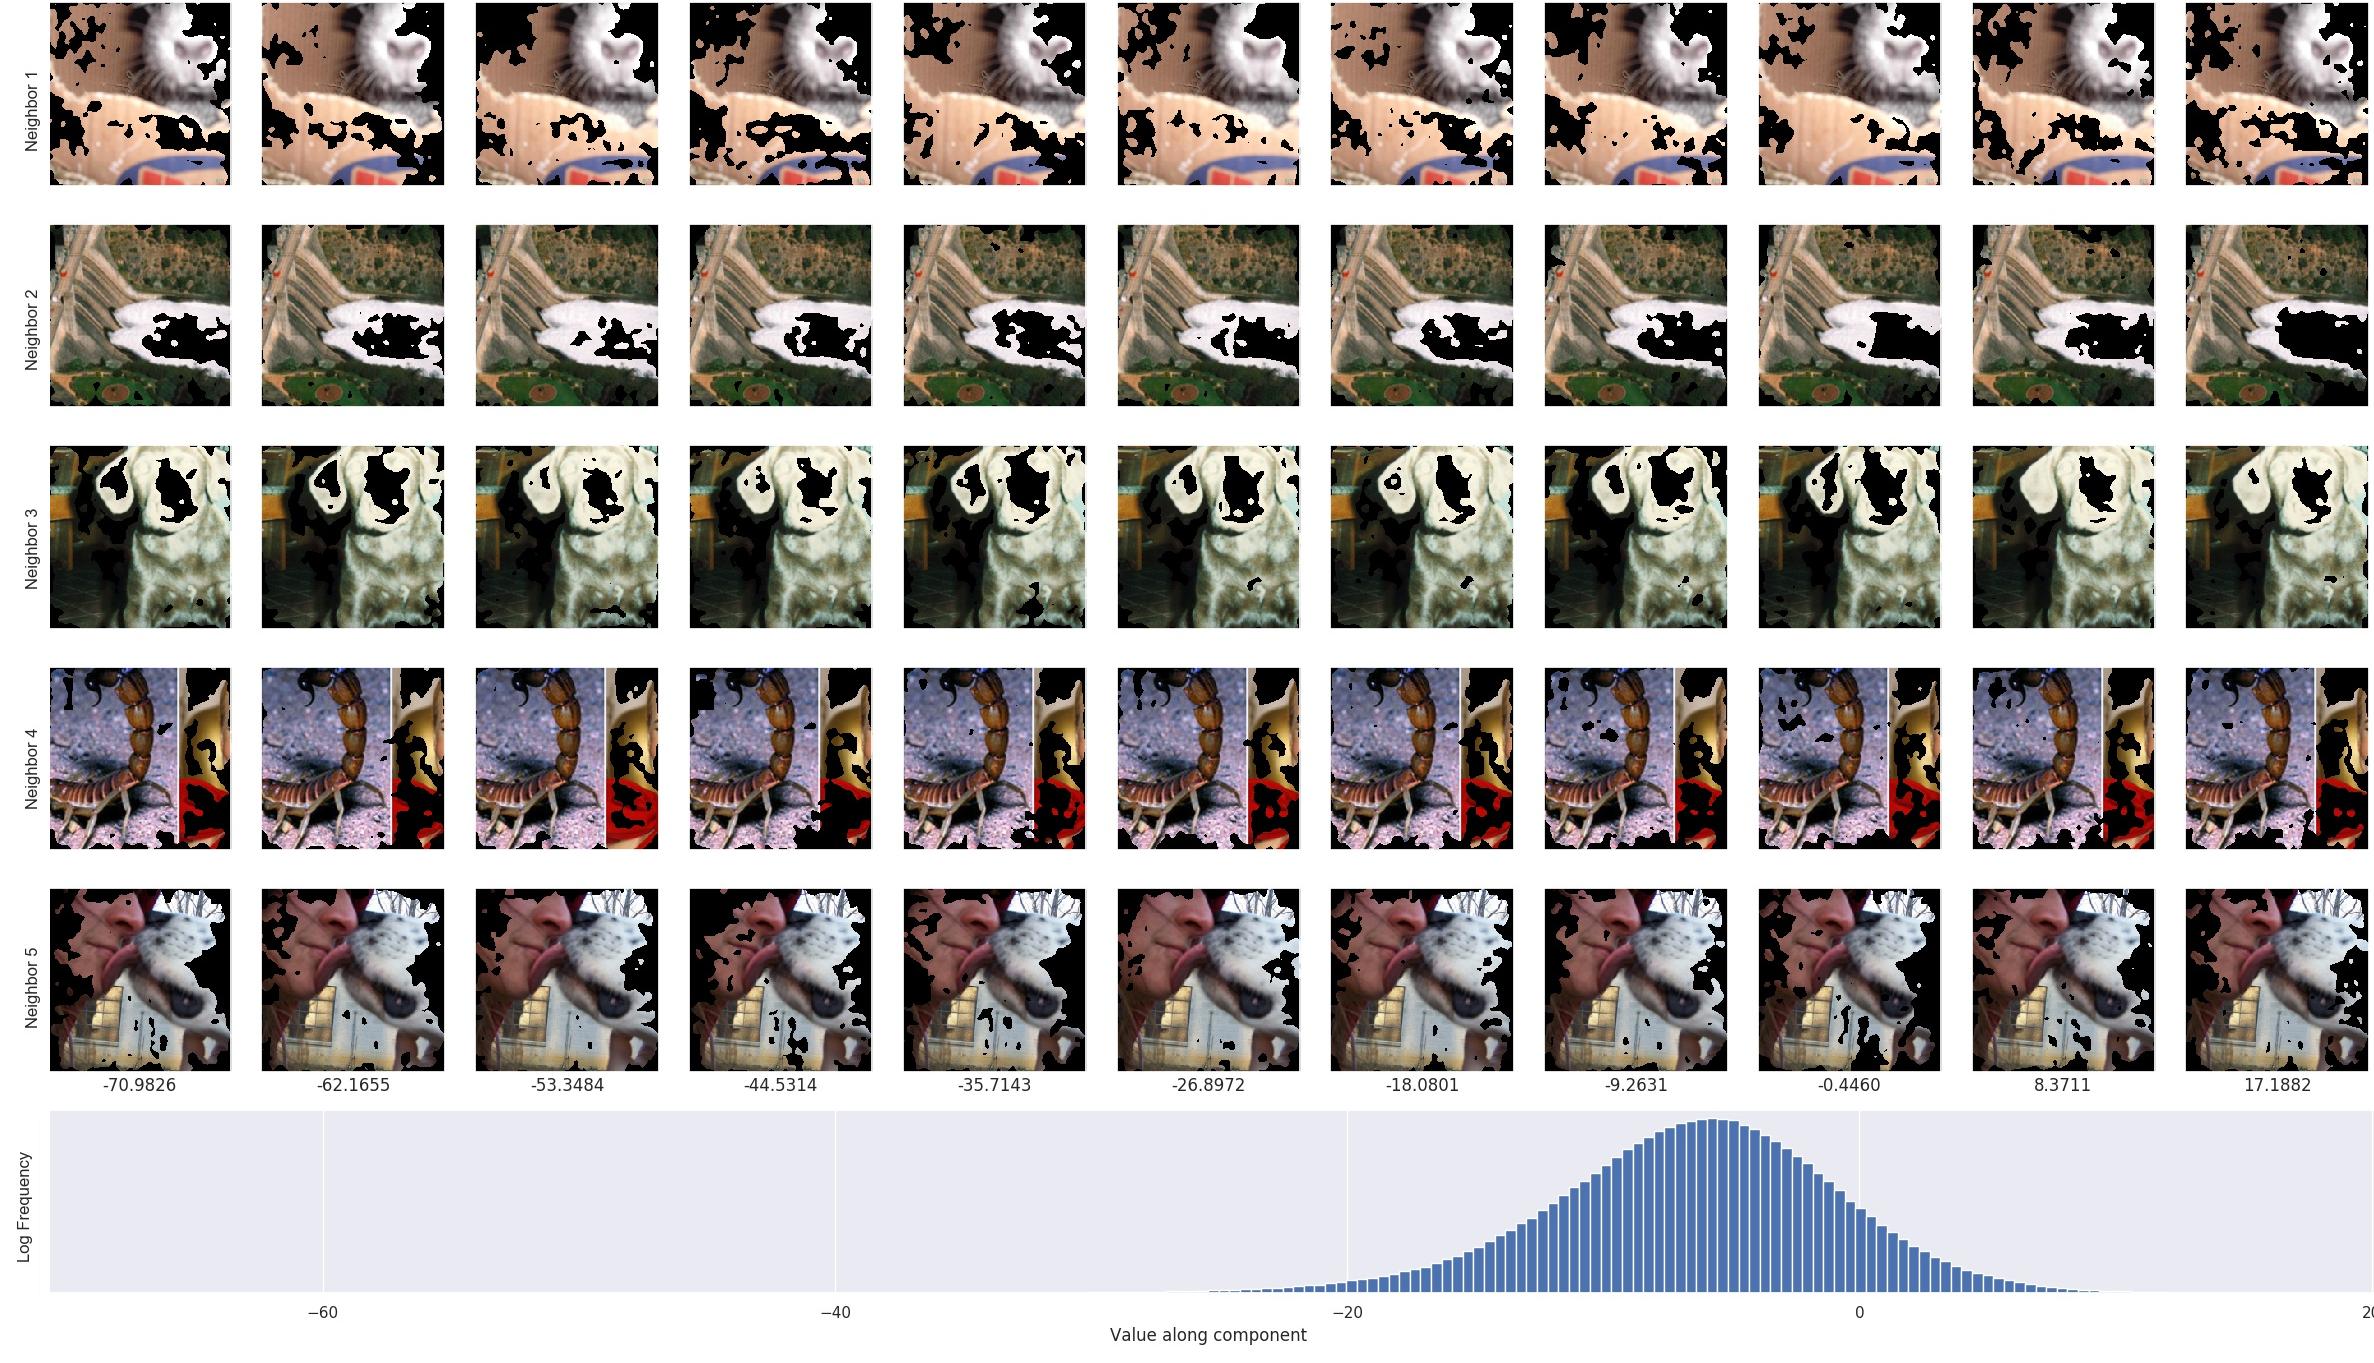 Neighbor 1
Neighbor 2
Neighbor 3
Neighbor 4
Neighbor 5
-70.9826 -62.1655 -53.3484 -44.5314 -35.7143 -26.8972 -18.0801 -9.2631 -0.4460 8.3711 17.1882
Log Frequency
−60 −40 −20 0
Value along component